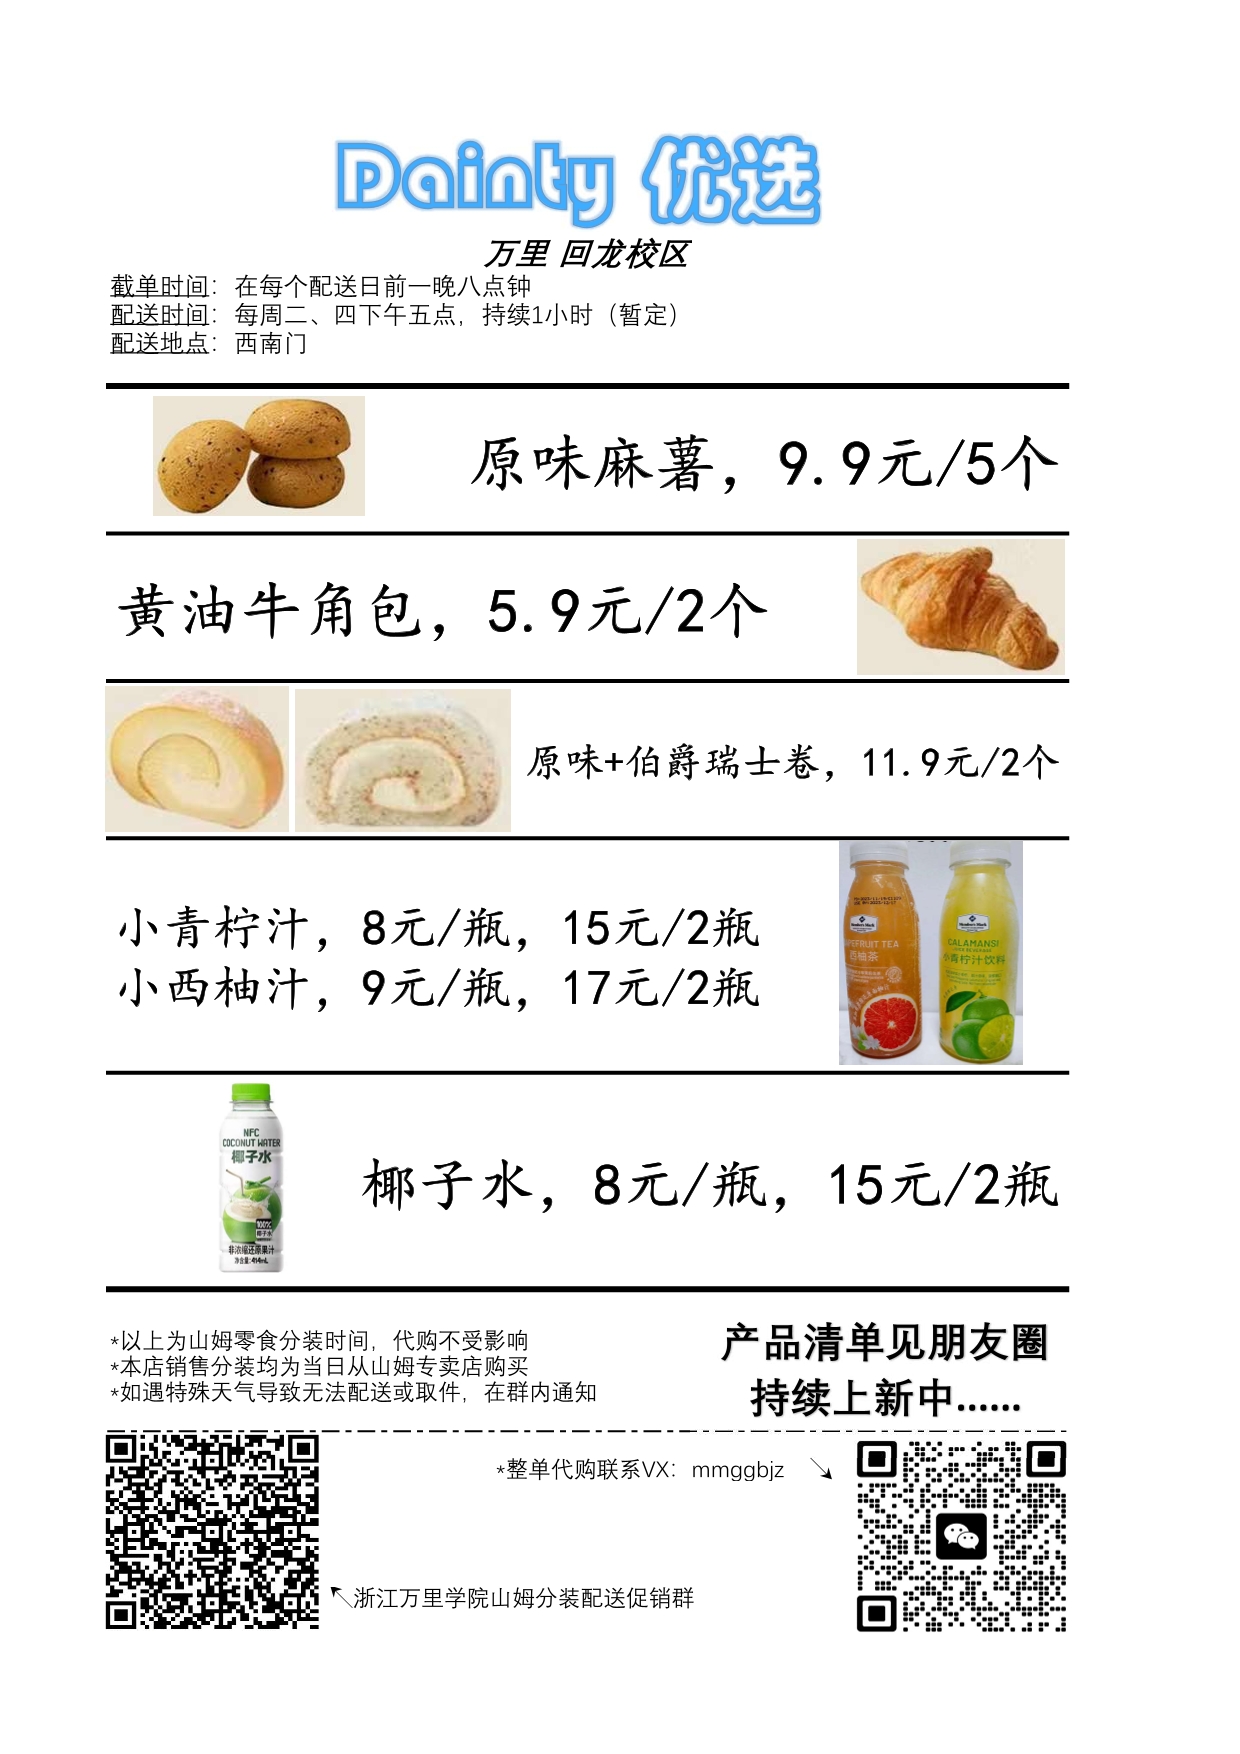 Dainty 优选
万里 回龙校区
截单时间：在每个配送日前一晚八点钟
配送时间：每周二、四下午五点，持续1小时（暂定）
配送地点：西南门
原味麻薯，9.9元/5个
黄油牛角包，5.9元/2个
原味+伯爵瑞士卷，11.9元/2个
小青柠汁，8元/瓶，15元/2瓶
小西柚汁，9元/瓶，17元/2瓶
Member's Mark
GRAPEFRUIT TEA
西柚茶
Member's Mark
CALAMANSI
小青柠汁饮料
NFC
COCONUT WATER
椰子水
100%
椰子水
非浓缩还原果汁
净含量:414mL
椰子水，8元/瓶，15元/2瓶
*以上为山姆零食分装时间，代购不受影响
*本店销售分装均为当日从山姆专卖店购买
*如遇特殊天气导致无法配送或取件，在群内通知
产品清单见朋友圈
持续上新中......
*整单代购联系VX：mmggbjz ↘
↖浙江万里学院山姆分装配送促销群